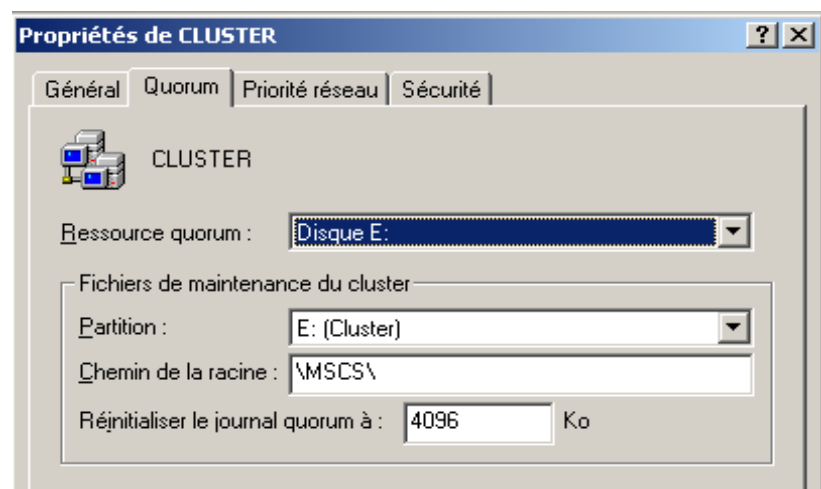 Propriétés de CLUSTER
Général Quorum Priorité réseau Sécurité
CLUSTER
Ressource quorum : Disque E:
Fichiers de maintenance du cluster
Partition : E: (Cluster)
Chemin de la racine : \MSCS\
Réinitialiser le journal quorum à : 4096 Ko